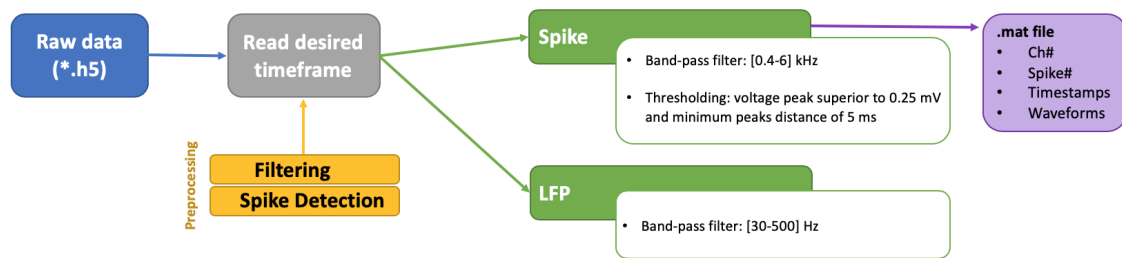 Raw data
(*.h5)
Read desired
timeframe
Preprocessing
Filtering
Spike Detection
Spike
• Band-pass filter: [0.4-6] kHz
• Thresholding: voltage peak superior to 0.25 mV
and minimum peaks distance of 5 ms
LFP
• Band-pass filter: [30-500] Hz
.mat file
• Ch#
• Spike#
• Timestamps
• Waveforms